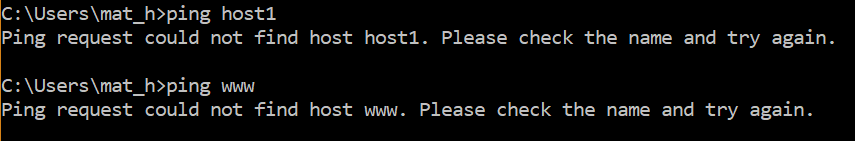 C:\Users\mat_h>ping host1
Ping request could not find host host1. Please check the name and try again.
C:\Users\mat_h>ping www
Ping request could not find host www. Please check the name and try again.